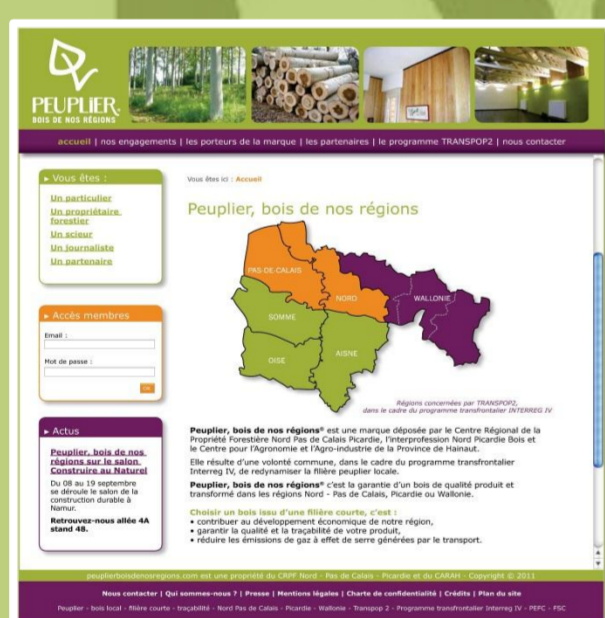 PEUPLIER
BOIS DE NOS RÉGIONS
accueil | nos engagements | les porteurs de la marque | les partenaires | le programme TRANSPOP2 | nous contacter
► Vous êtes :
Un particulier
Un propriétaire
forestier
Un scieur
Un journaliste
Un partenaire
► Accés membres
Email :
Mot de passe :
OK
► Actus
Peuplier, bois de nos
règions sur le salon
Construire au Naturel
Du 08 au 19 septembre
se déroule le salon de la
construction durable à
Namur.
Retrouvez-nous allée 4A
stand 48.
Vous êtes ici : Accueil
Peuplier, bois de nos régions
PAS-DE-CALAIS
NORD
WALLONIE
SOMME
OISE
AISNE
Régions concernées par TRANSPOP2,
dans le cadre du programme transfrontalier INTERREG IV
Peuplier, bois de nos régions® est une marque déposée par le Centre Régional de la
Propriété Forestière Nord Pas de Calais Picardie, l'interprofession Nord Picardie Bois et
le Centre pour l'Agronomie et l'Agro-industrie de la Province de Hainaut.
Elle résulte d'une volonté commune, dans le cadre du programme transfrontalier
Interreg IV, de redynamiser la filière peuplier locale.
Peuplier, bois de nos régions® c'est la garantie d'un bois de qualité produit et
transformé dans les régions Nord - Pas de Calais, Picardie ou Wallonie.
Choisir un bois issu d'une filière courte, c'est :
• contribuer au développement économique de notre région,
• garantir la qualité et la traçabilité de votre produit,
• réduire les émissions de gaz à effet de serre générées par le transport.
peuplierboisdenosregions.com est une propriété du CRPF Nord - Pas de Calais - Picardie et du CARAH - Copyright © 2011
Nous contacter | Qui sommes-nous ? | Presse | Mentions légales | Charte de confidentialité | Crédits | Plan du site
Peuplier - bois local - filière courte - traçabilité - Nord Pas de Calais - Picardie - Wallonie - Transpop 2 - Programme transfrontalier Interreg IV - PEFC - FSC